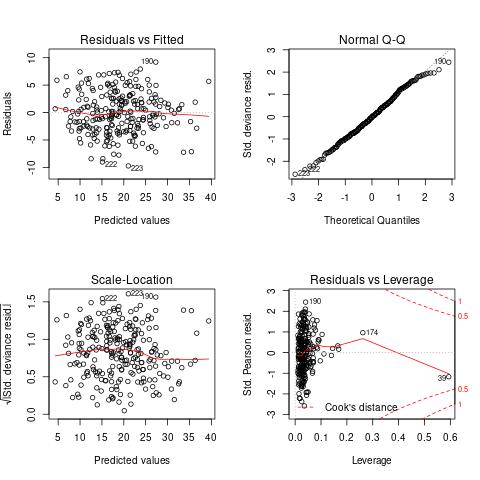 Residuals vs Fitted
Residuals
10
5
0
-5
-10
190
222
223
5 10 15 20 25 30 35 40
Predicted values
Normal Q-Q
Std. deviance resid.
3
2
1
0
-1
-2
190
222
223
-3 -2 -1 0 1 2 3
Theoretical Quantiles
Scale-Location
√|Std. deviance resid.|
1.5
1.0
0.5
0.0
222
223
190
5 10 15 20 25 30 35 40
Predicted values
Residuals vs Leverage
Std. Pearson resid.
3
2
1
0
-1
-2
-3
190
174
39
1
0.5
0.5
1
Cook's distance
0.0 0.1 0.2 0.3 0.4 0.5 0.6
Leverage